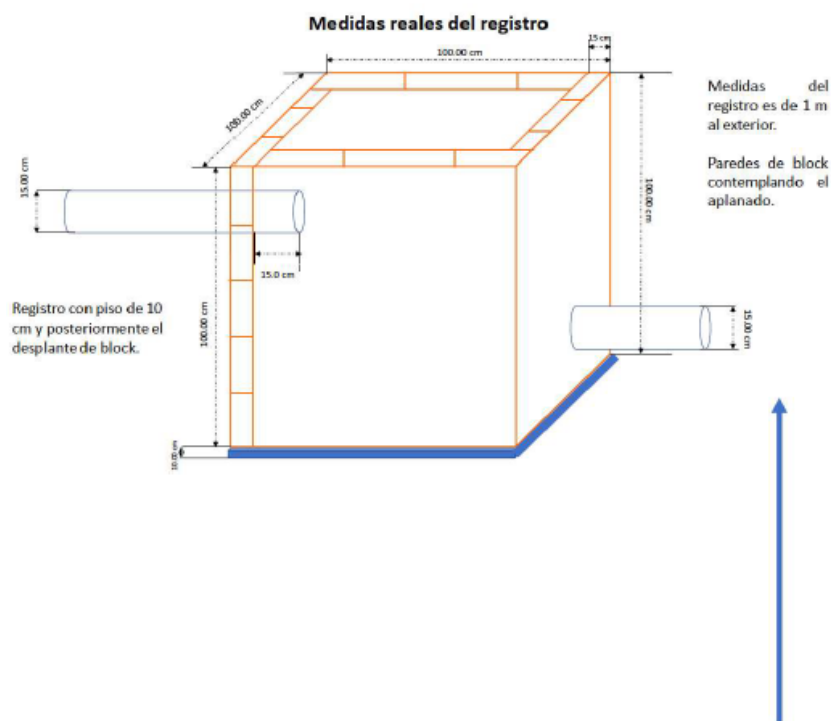 Medidas reales del registro
15 cm
100.00 cm
100.00 cm
Medidas del
registro es de 1 m
al exterior.
Paredes de block
contemplando el
aplanado.
15.00 cm
100.00 cm
15.0 cm
Registro con piso de 10
cm y posteriormente el
desplante de block.
100.00 cm
15.00 cm
10.00 cm